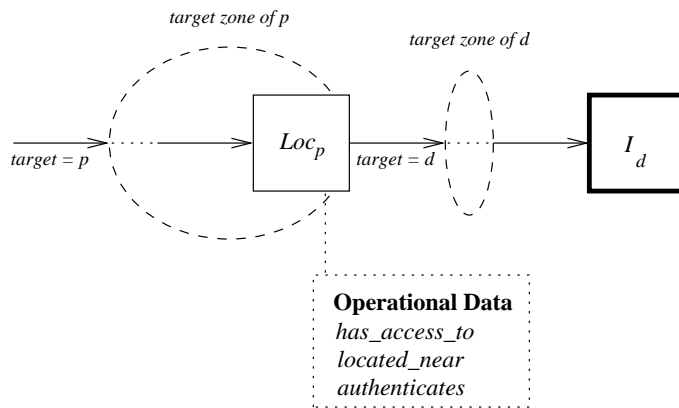 target zone of p
target zone of d
Loc_p
I_d
target = p
target = d
Operational Data
has_access_to
located_near
authenticates